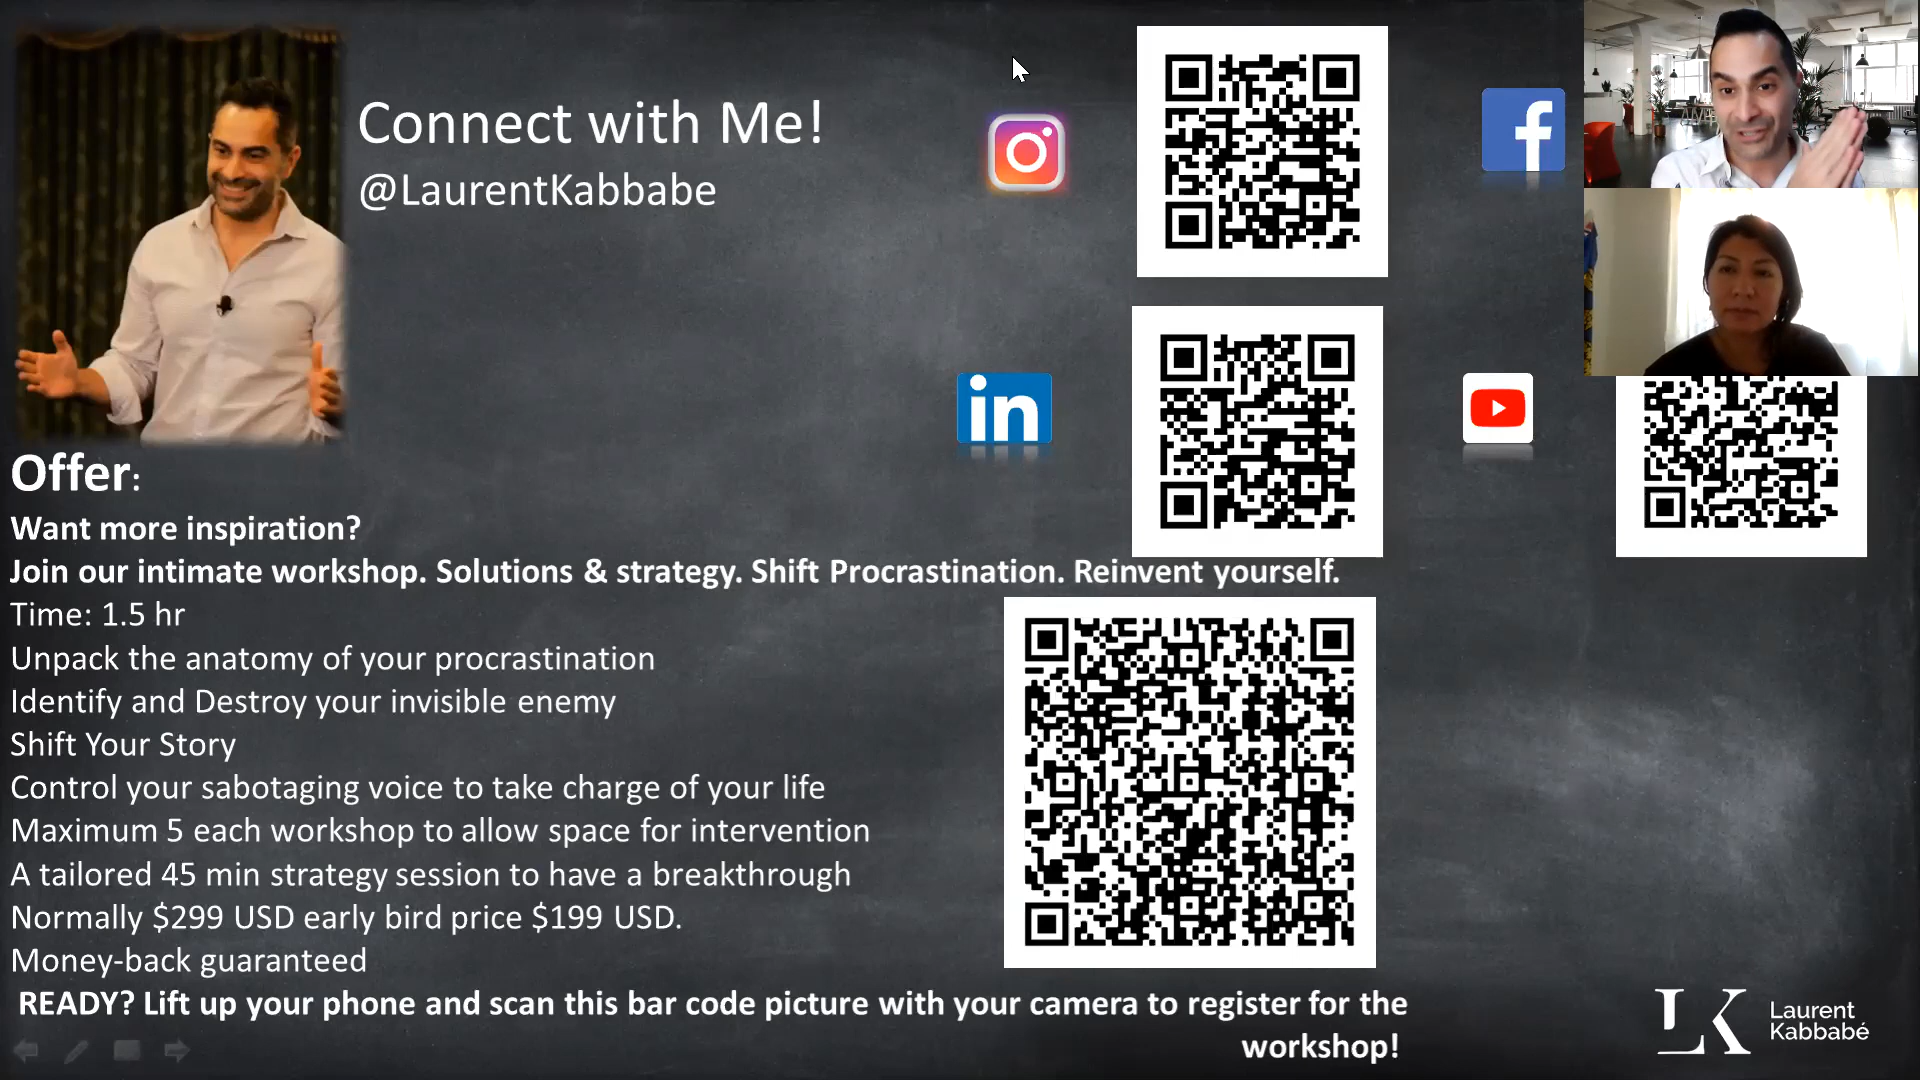 Connect with Me!
@LaurentKabbabe
Offer:
Want more inspiration?
Join our intimate workshop. Solutions & strategy. Shift Procrastination. Reinvent yourself.
Time: 1.5 hr
Unpack the anatomy of your procrastination
Identify and Destroy your invisible enemy
Shift Your Story
Control your sabotaging voice to take charge of your life
Maximum 5 each workshop to allow space for intervention
A tailored 45 min strategy session to have a breakthrough
Normally $299 USD early bird price $199 USD.
Money-back guaranteed
READY? Lift up your phone and scan this bar code picture with your camera to register for the
workshop!
in
f
LK
Laurent
Kabbabé